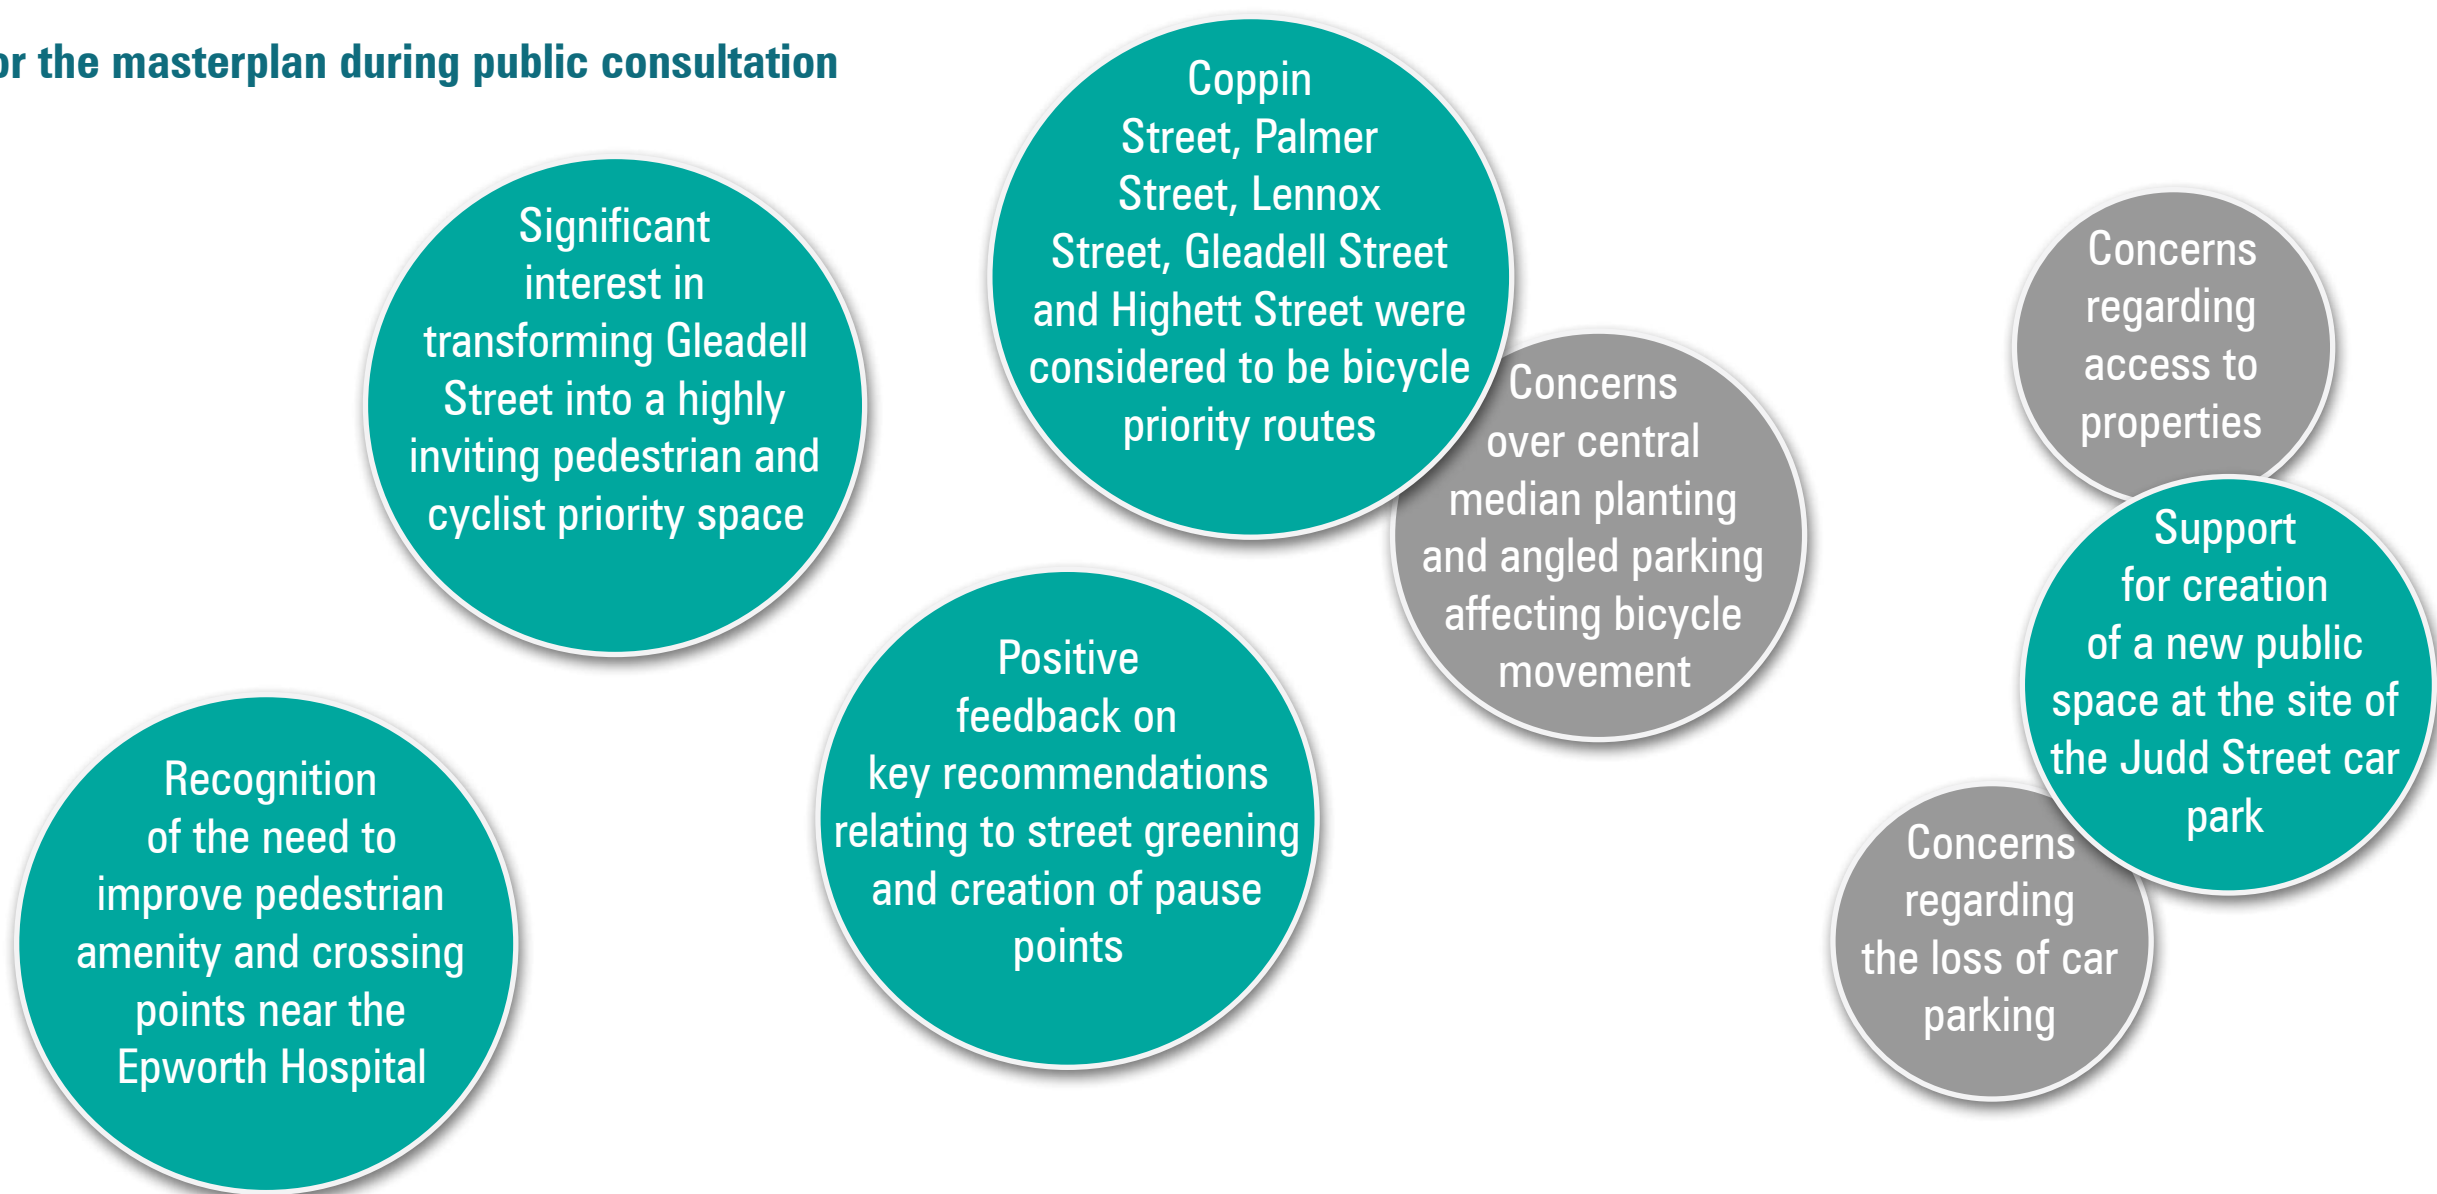 or the masterplan during public consultation
Significant
interest in
transforming Gleadell
Street into a highly
inviting pedestrian and
cyclist priority space
Coppin
Street, Palmer
Street, Lennox
Street, Gleadell Street
and Highett Street were
considered to be bicycle
priority routes
Concerns
over central
median planting
and angled parking
affecting bicycle
movement
Concerns
regarding
access to
properties
Support
for creation
of a new public
space at the site of
the Judd Street car
park
Concerns
regarding
the loss of car
parking
Positive
feedback on
key recommendations
relating to street greening
and creation of pause
points
Recognition
of the need to
improve pedestrian
amenity and crossing
points near the
Epworth Hospital